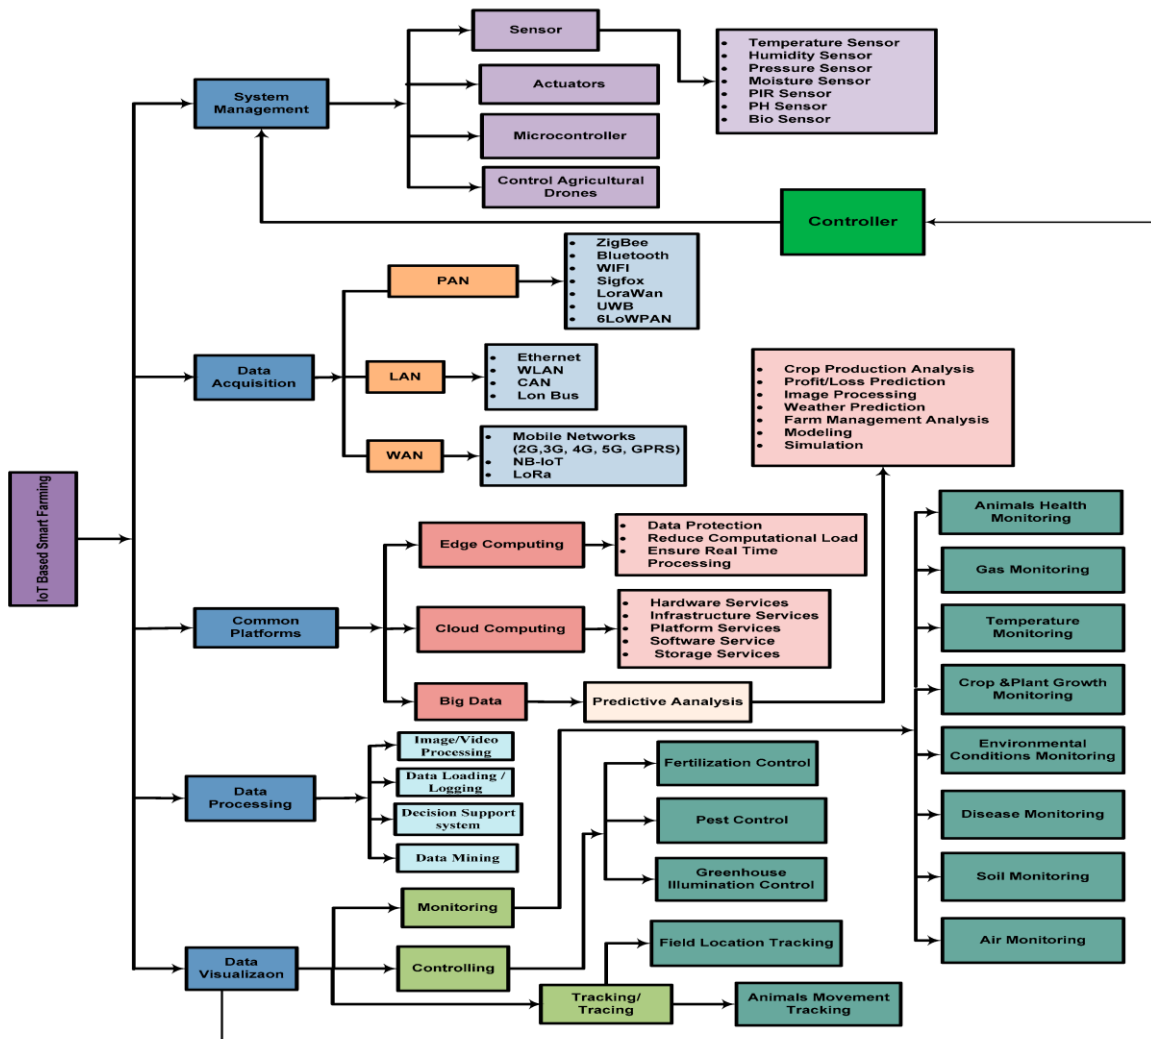 Sensor
• Temperature Sensor
• Humidity Sensor
• Pressure Sensor
• Moisture Sensor
• PIR Sensor
• PH Sensor
• Bio Sensor
System
Management
Actuators
Microcontroller
Control Agricultural
Drones
Controller
PAN
• ZigBee
• Bluetooth
• WIFI
• Sigfox
• LoraWan
• UWB
• 6LoWPAN
Data
Acquisition
LAN
• Ethernet
• WLAN
• CAN
• Lon Bus
WAN
• Mobile Networks
(2G,3G, 4G, 5G, GPRS)
• NB-IoT
• LoRa
• Crop Production Analysis
• Profit/Loss Prediction
• Image Processing
• Weather Prediction
• Farm Management Analysis
• Modeling
• Simulation
IoT Based Smart Farming
Edge Computing
• Data Protection
• Reduce Computational Load
• Ensure Real Time
Processing
Common
Platforms
Cloud Computing
• Hardware Services
• Infrastructure Services
• Platform Services
• Software Service
• Storage Services
Big Data
Predictive Aanalysis
Animals Health
Monitoring
Gas Monitoring
Temperature
Monitoring
Crop &Plant Growth
Monitoring
Environmental
Conditions Monitoring
Disease Monitoring
Soil Monitoring
Air Monitoring
Data
Processing
Image/Video
Processing
Data Loading /
Logging
Decision Support
system
Data Mining
Fertilization Control
Pest Control
Greenhouse
Illumination Control
Data
Visualizaon
Monitoring
Controlling
Tracking/
Tracing
Field Location Tracking
Animals Movement
Tracking